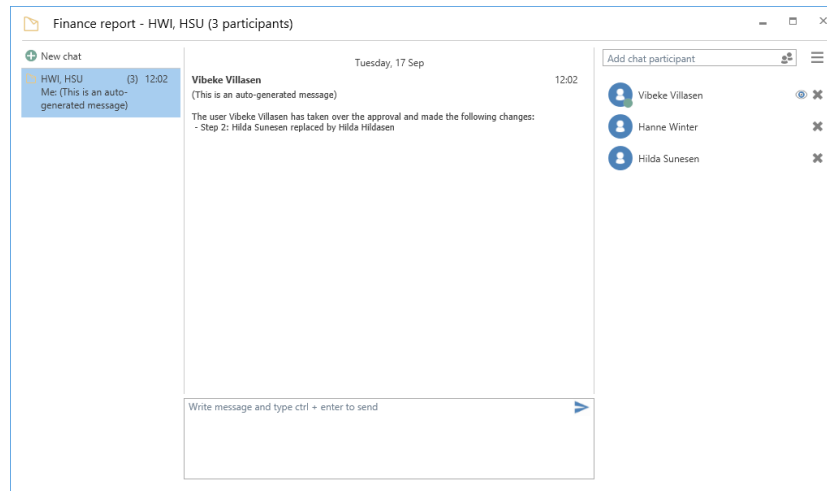 Finance report - HWI, HSU (3 participants)
New chat
HWI, HSU (3) 12:02
Me: (This is an auto-
generated message)
Tuesday, 17 Sep
Vibeke Villasen 12:02
(This is an auto-generated message)
The user Vibeke Villasen has taken over the approval and made the following changes:
- Step 2: Hilda Sunesen replaced by Hilda Hildasen
Write message and type ctrl + enter to send
Add chat participant
Vibeke Villasen
Hanne Winter
Hilda Sunesen